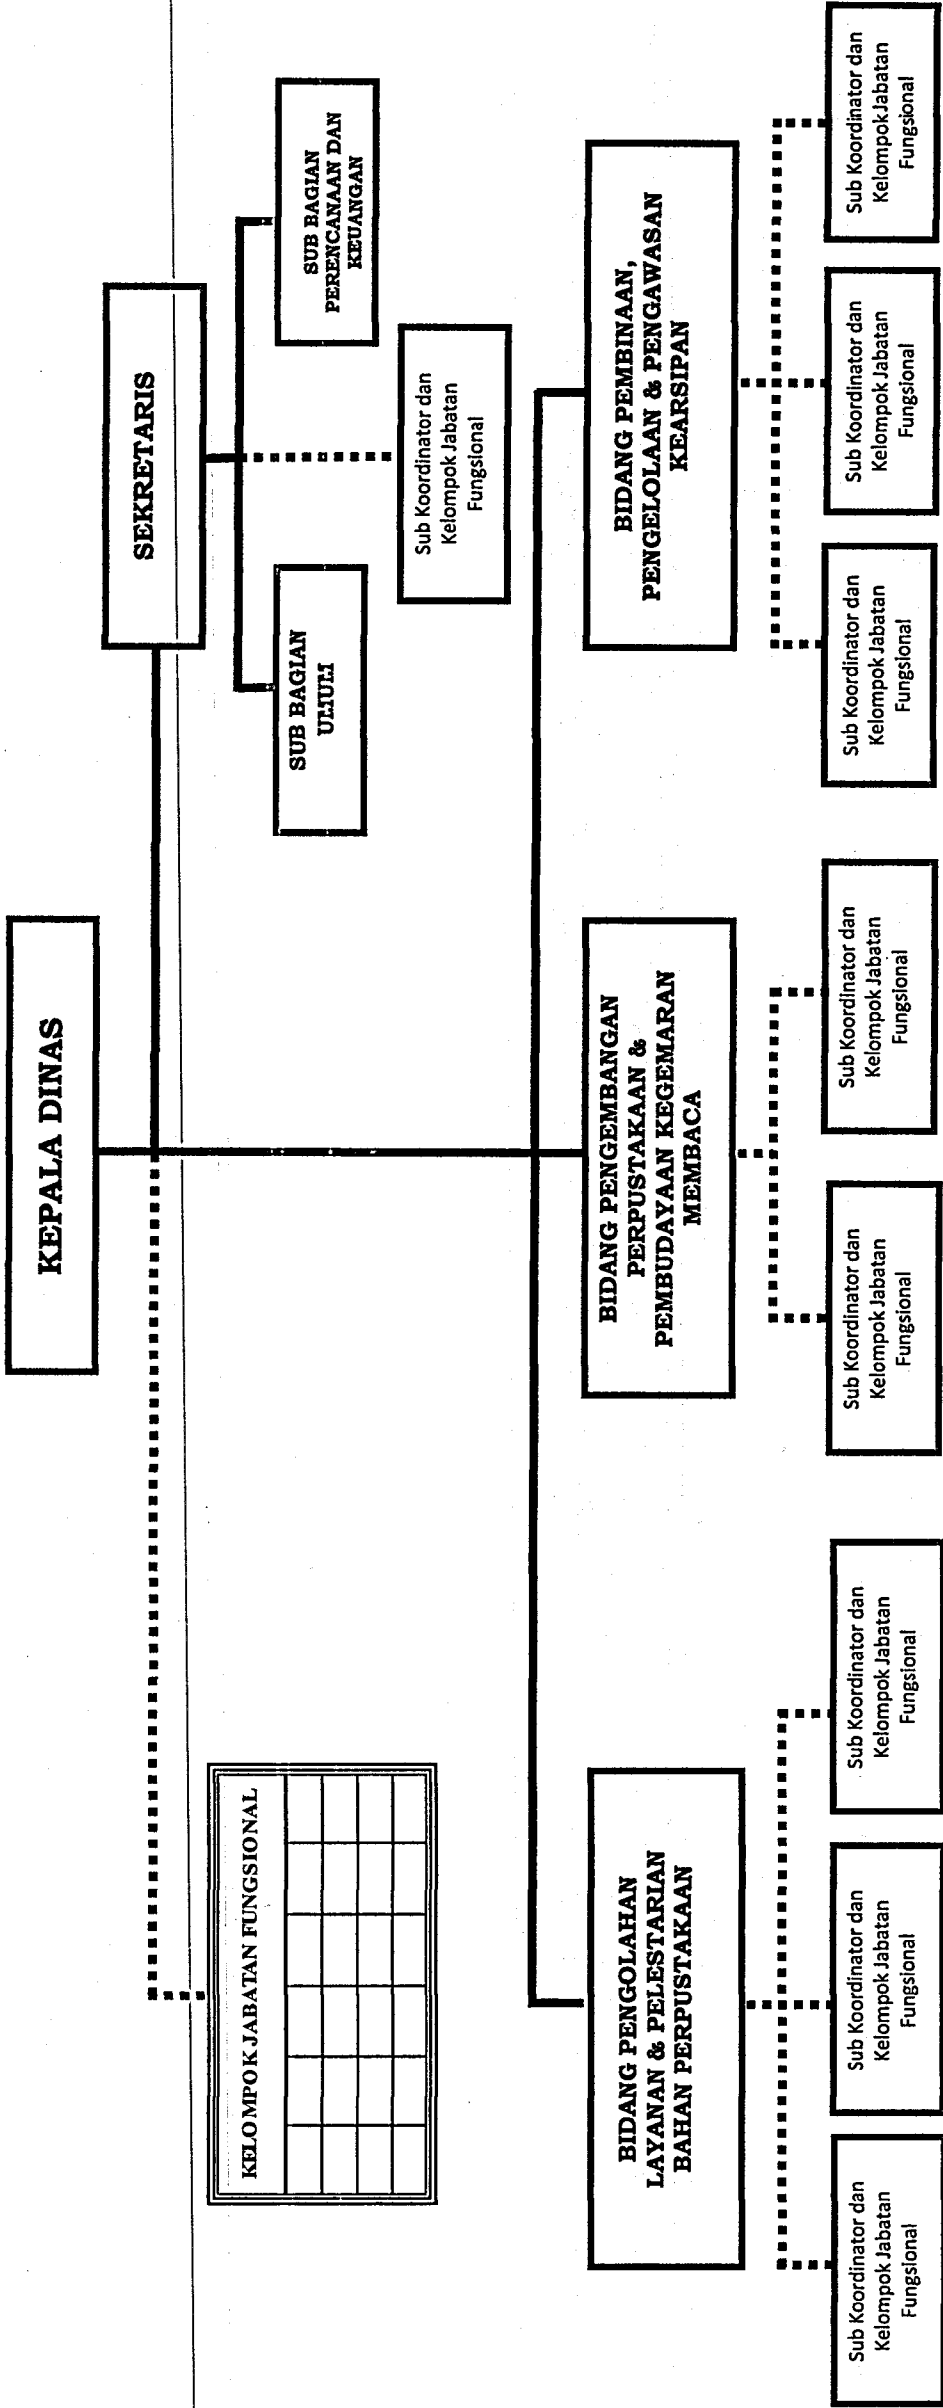 KEPALA DINAS
SEKRETARIS
KELOMPOK JABATAN FUNGSIONAL
SUB BAGIAN
UMUM
SUB BAGIAN
PERENCANAAN DAN
KEUANGAN
Sub Koordinator dan
Kelompok Jabatan
Fungsional
BIDANG PENGOLAHAN
LAYANAN & PELESTARIAN
BAHAN PERPUSTAKAAN
BIDANG PENGEMBANGAN
PERPUSTAKAAN &
PEMBUDAYAAN KEGEMARAN
MEMBACA
BIDANG PEMBINAAN,
PENGELOLAAN & PENGAWASAN
KEARSIPAN
Sub Koordinator dan
Kelompok Jabatan
Fungsional
Sub Koordinator dan
Kelompok Jabatan
Fungsional
Sub Koordinator dan
Kelompok Jabatan
Fungsional
Sub Koordinator dan
Kelompok Jabatan
Fungsional
Sub Koordinator dan
Kelompok Jabatan
Fungsional
Sub Koordinator dan
Kelompok Jabatan
Fungsional
Sub Koordinator dan
Kelompok Jabatan
Fungsional
Sub Koordinator dan
Kelompok Jabatan
Fungsional